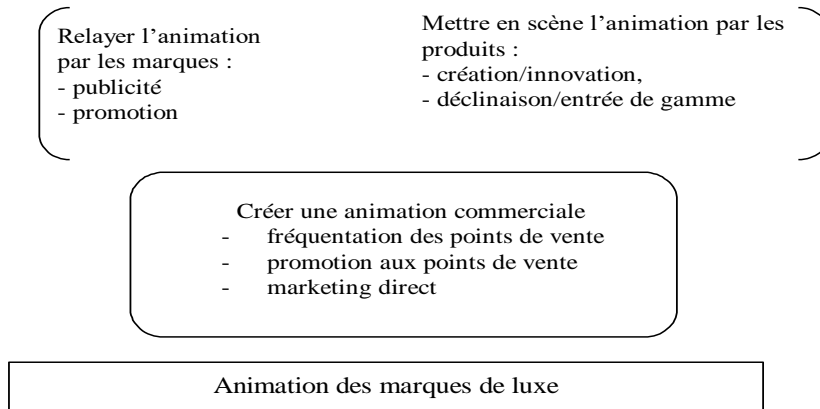 Relayer l'animation
par les marques :
- publicité
- promotion
Mettre en scène l'animation par les
produits :
- création/innovation,
- déclinaison/entrée de gamme
Créer une animation commerciale
- fréquentation des points de vente
- promotion aux points de vente
- marketing direct
Animation des marques de luxe